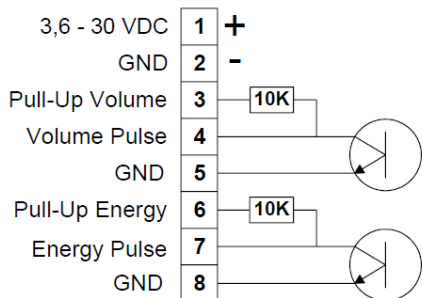 3,6 - 30 VDC 1 +
GND 2 -
Pull-Up Volume 3 10K
Volume Pulse 4
GND 5
Pull-Up Energy 6 10K
Energy Pulse 7
GND 8